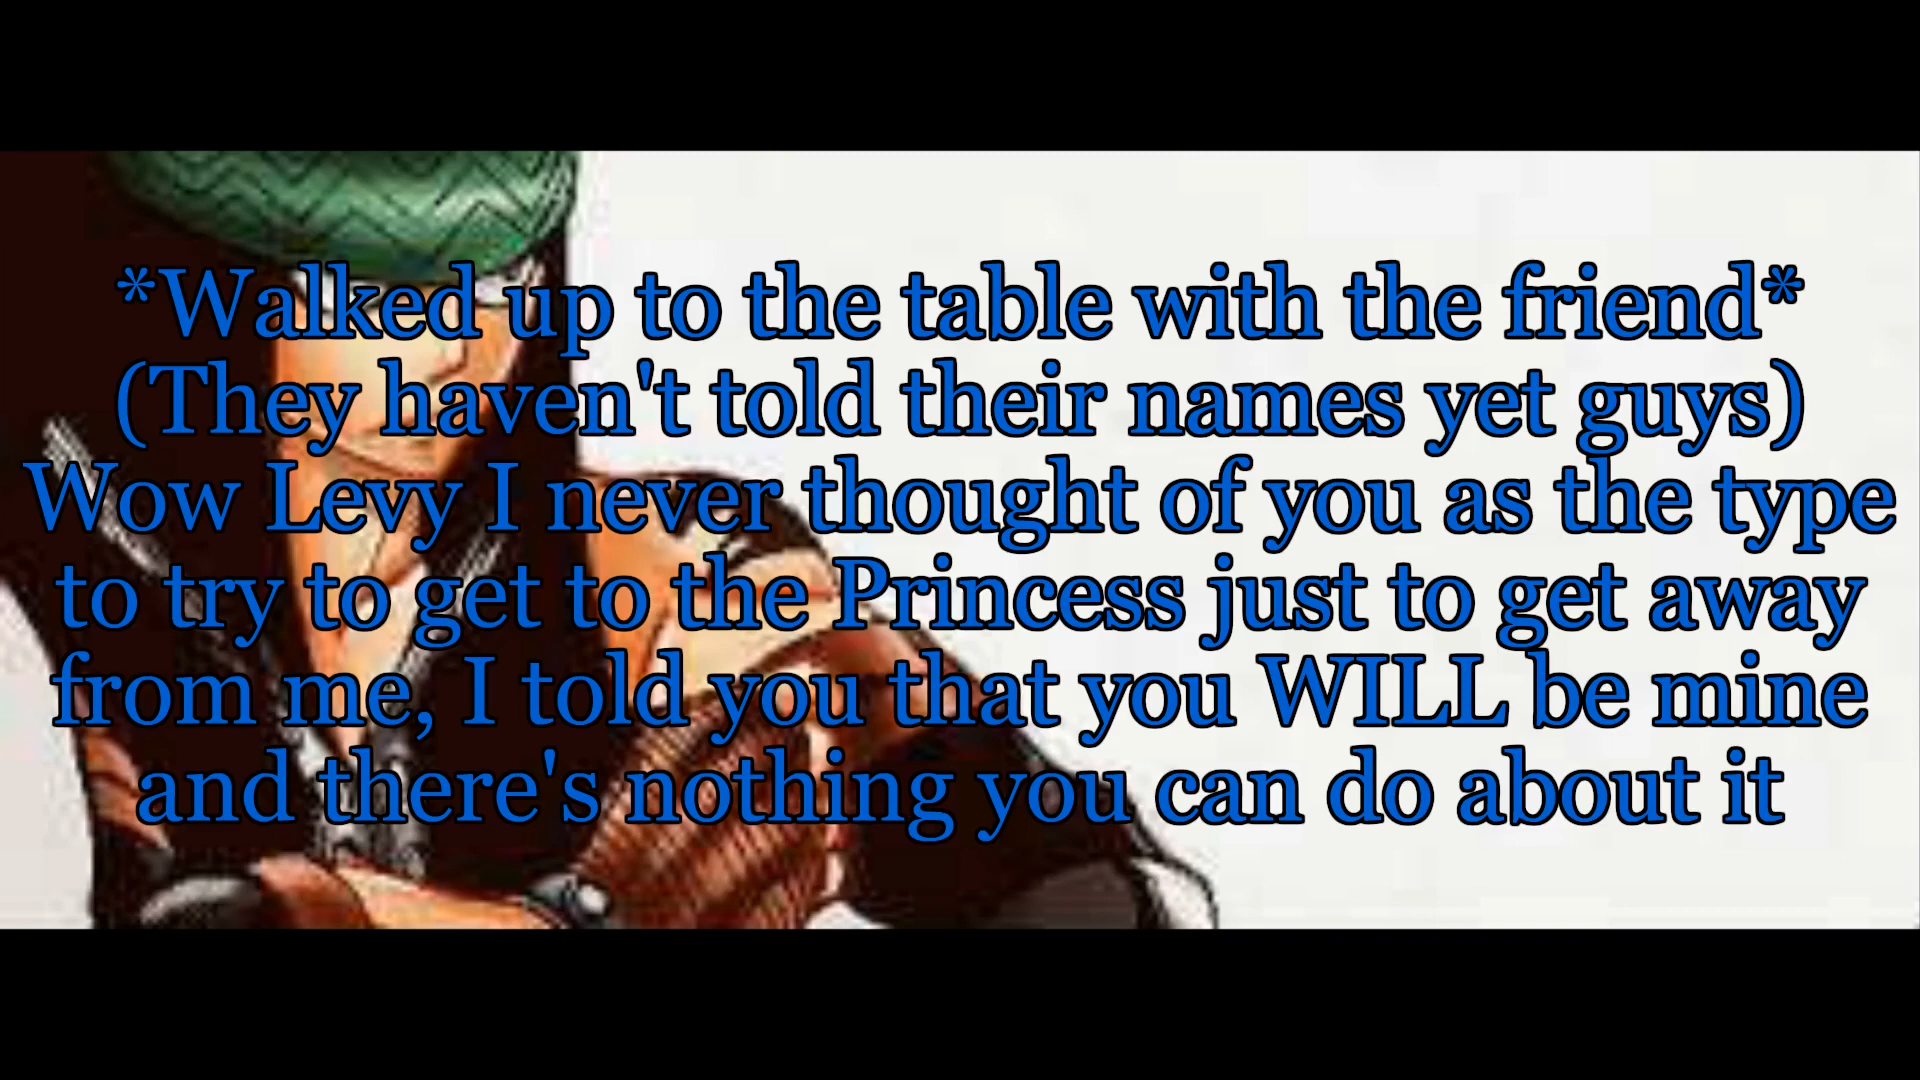 *Walked up to the table with the friend*
(They haven't told their names yet guys)
Wow Levy I never thought of you as the type
to try to get to the Princess just to get away
from me, I told you that you WILL be mine
and there's nothing you can do about it